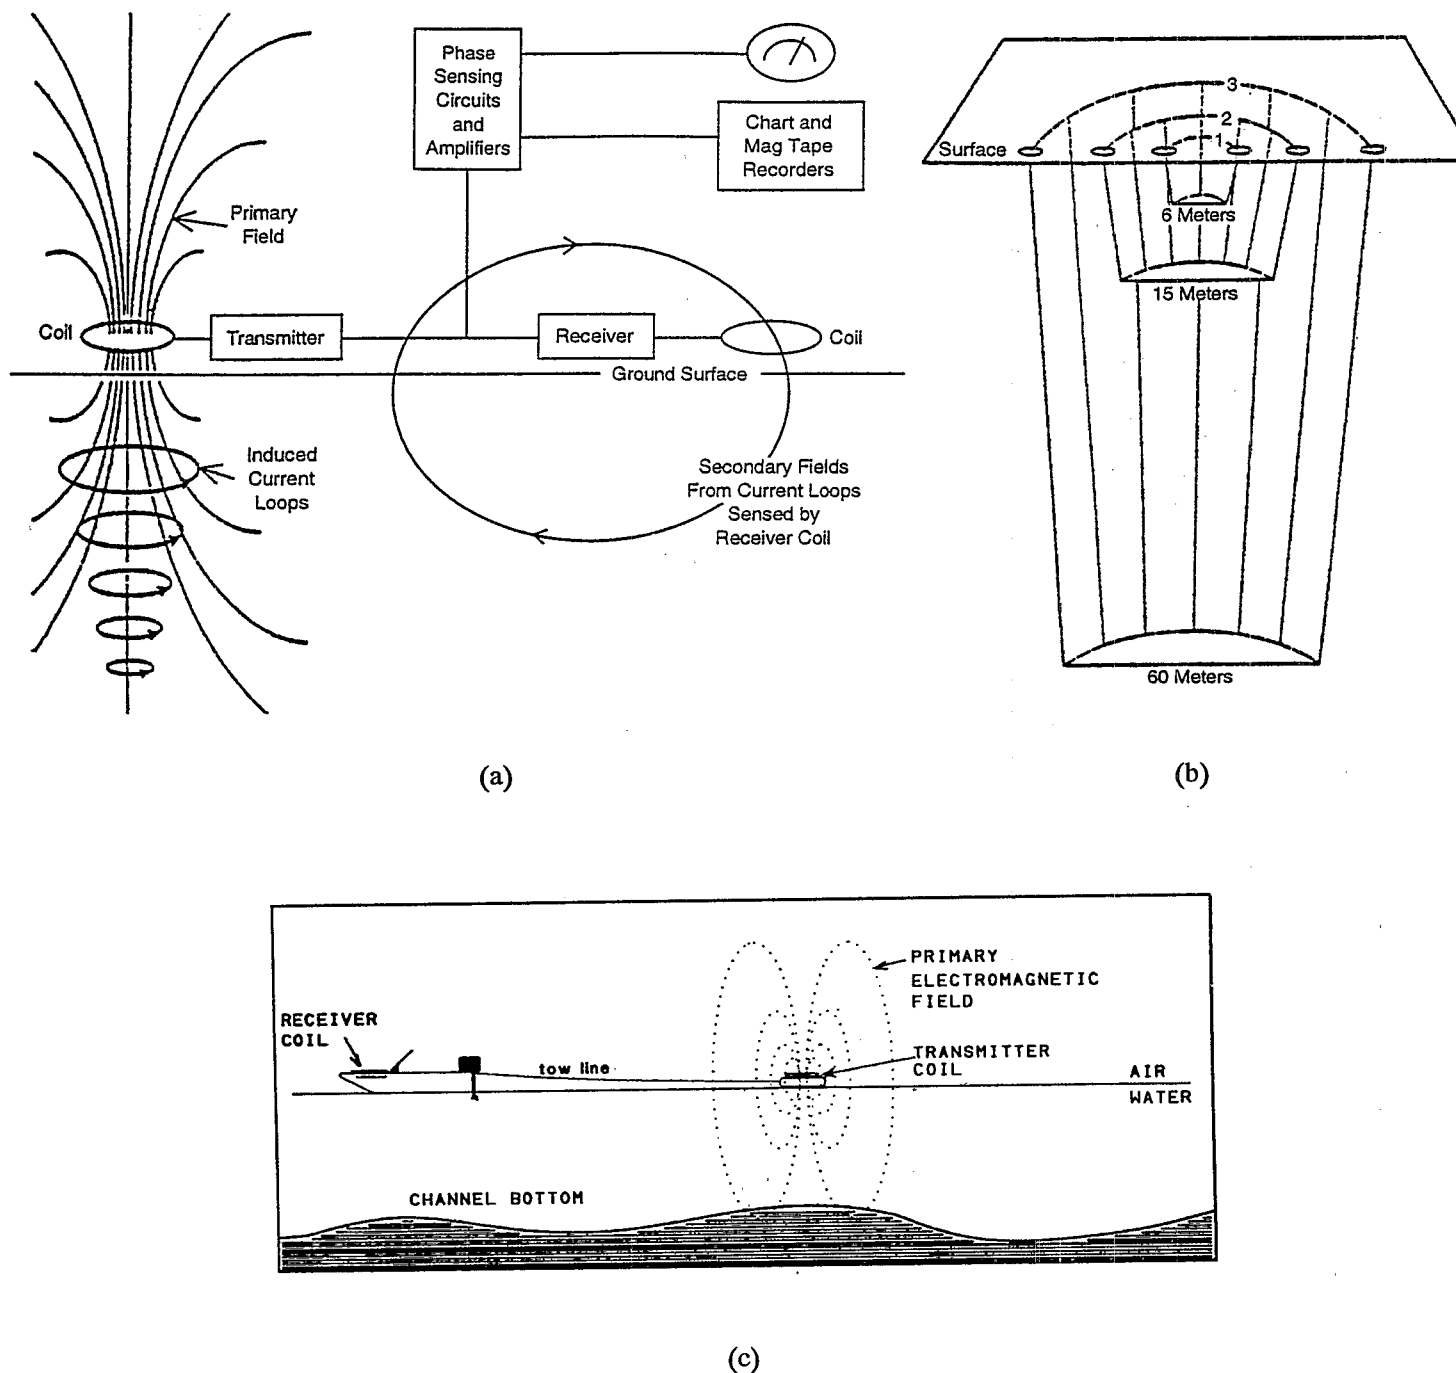 Phase
Sensing
Circuits
and
Amplifiers
Chart and
Mag Tape
Recorders
Primary
Field
Coil
Transmitter
Receiver
Coil
Ground Surface
Induced
Current
Loops
Secondary Fields
From Current Loops
Sensed by
Receiver Coil
(a)
3
2
1
Surface
6 Meters
15 Meters
60 Meters
(b)
PRIMARY
ELECTROMAGNETIC
FIELD
RECEIVER
COIL
tow line
TRANSMITTER
COIL
AIR
WATER
CHANNEL BOTTOM
(c)